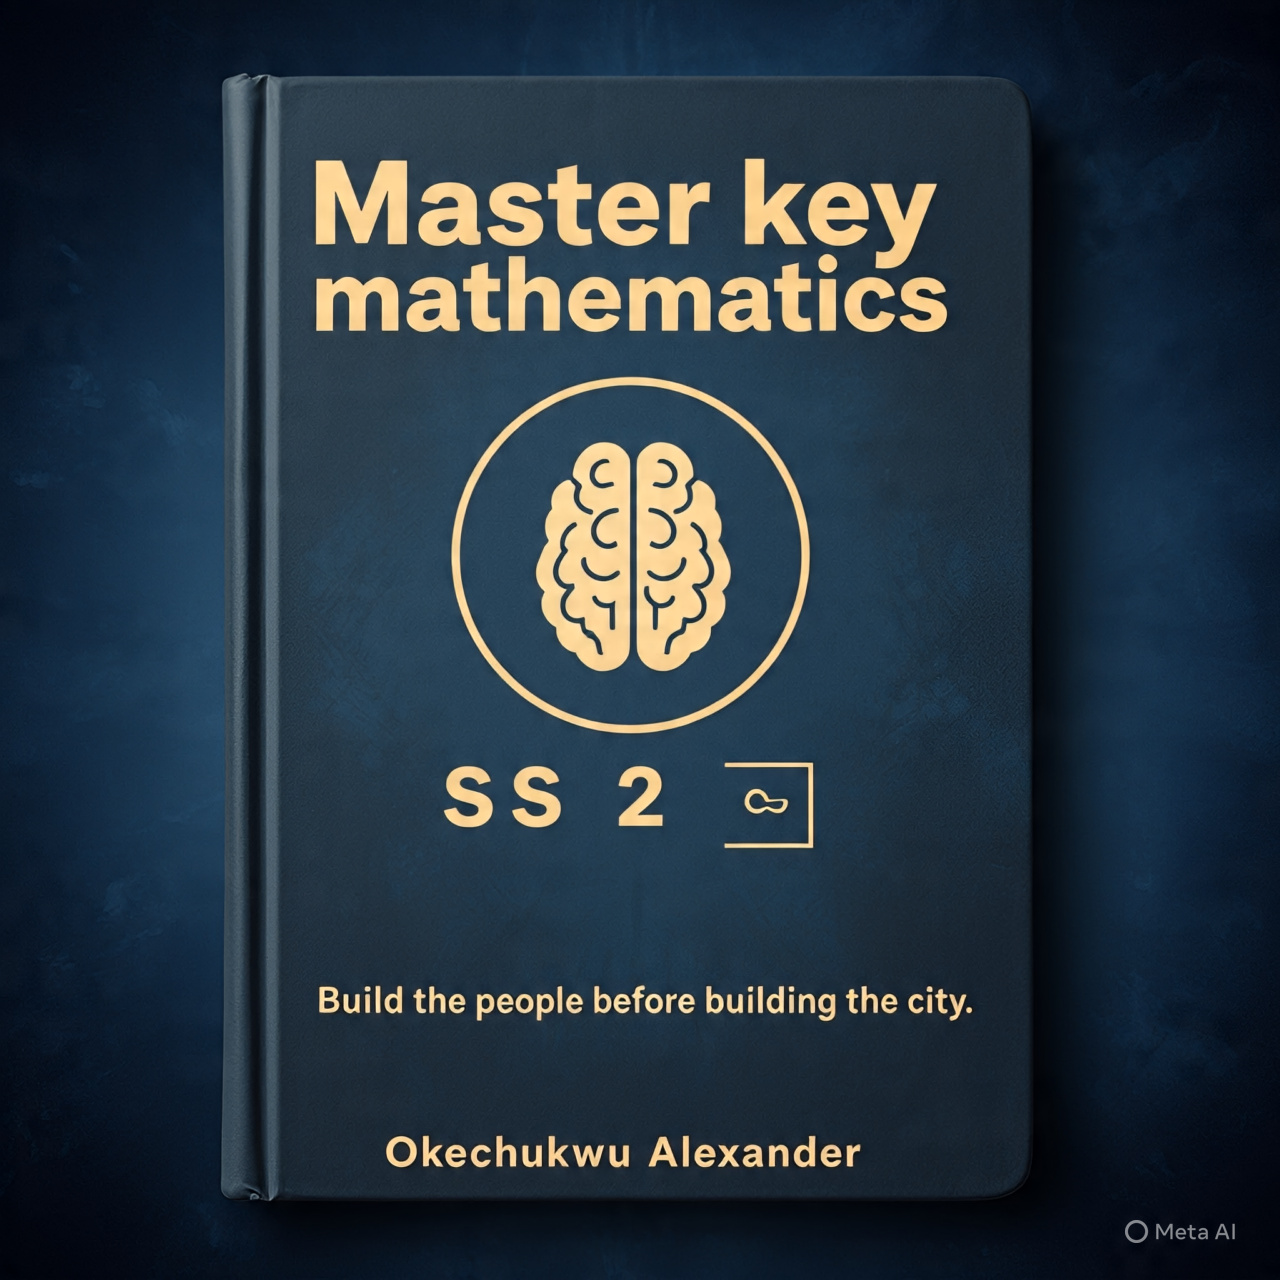 Master key
mathematics
SS 2
Build the people before building the city.
Okechukwu Alexander
Meta AI